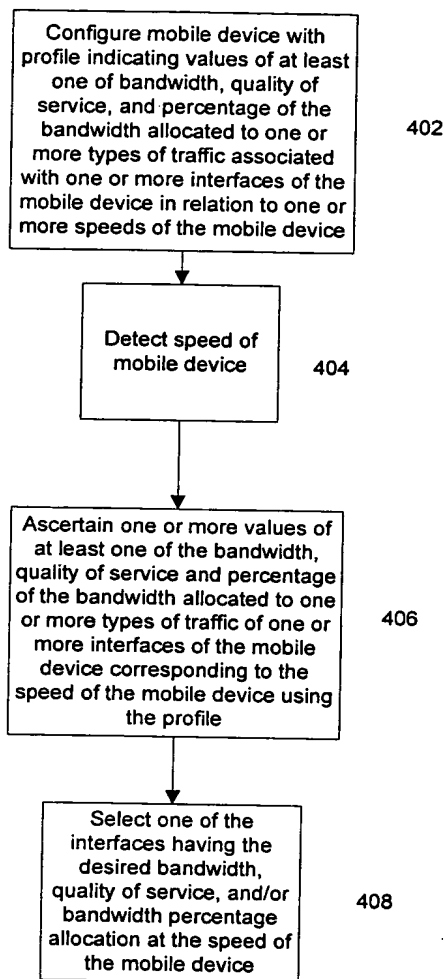 Configure mobile device with
profile indicating values of at least
one of bandwidth, quality of
service, and percentage of the
bandwidth allocated to one or
more types of traffic associated
with one or more interfaces of the
mobile device in relation to one or
more speeds of the mobile device
402
Detect speed of
mobile device
404
Ascertain one or more values of
at least one of the bandwidth,
quality of service and percentage
of the bandwidth allocated to one
or more types of traffic of one or
more interfaces of the mobile
device corresponding to the
speed of the mobile device using
the profile
406
Select one of the
interfaces having the
desired bandwidth,
quality of service, and/or
bandwidth percentage
allocation at the speed of
the mobile device
408